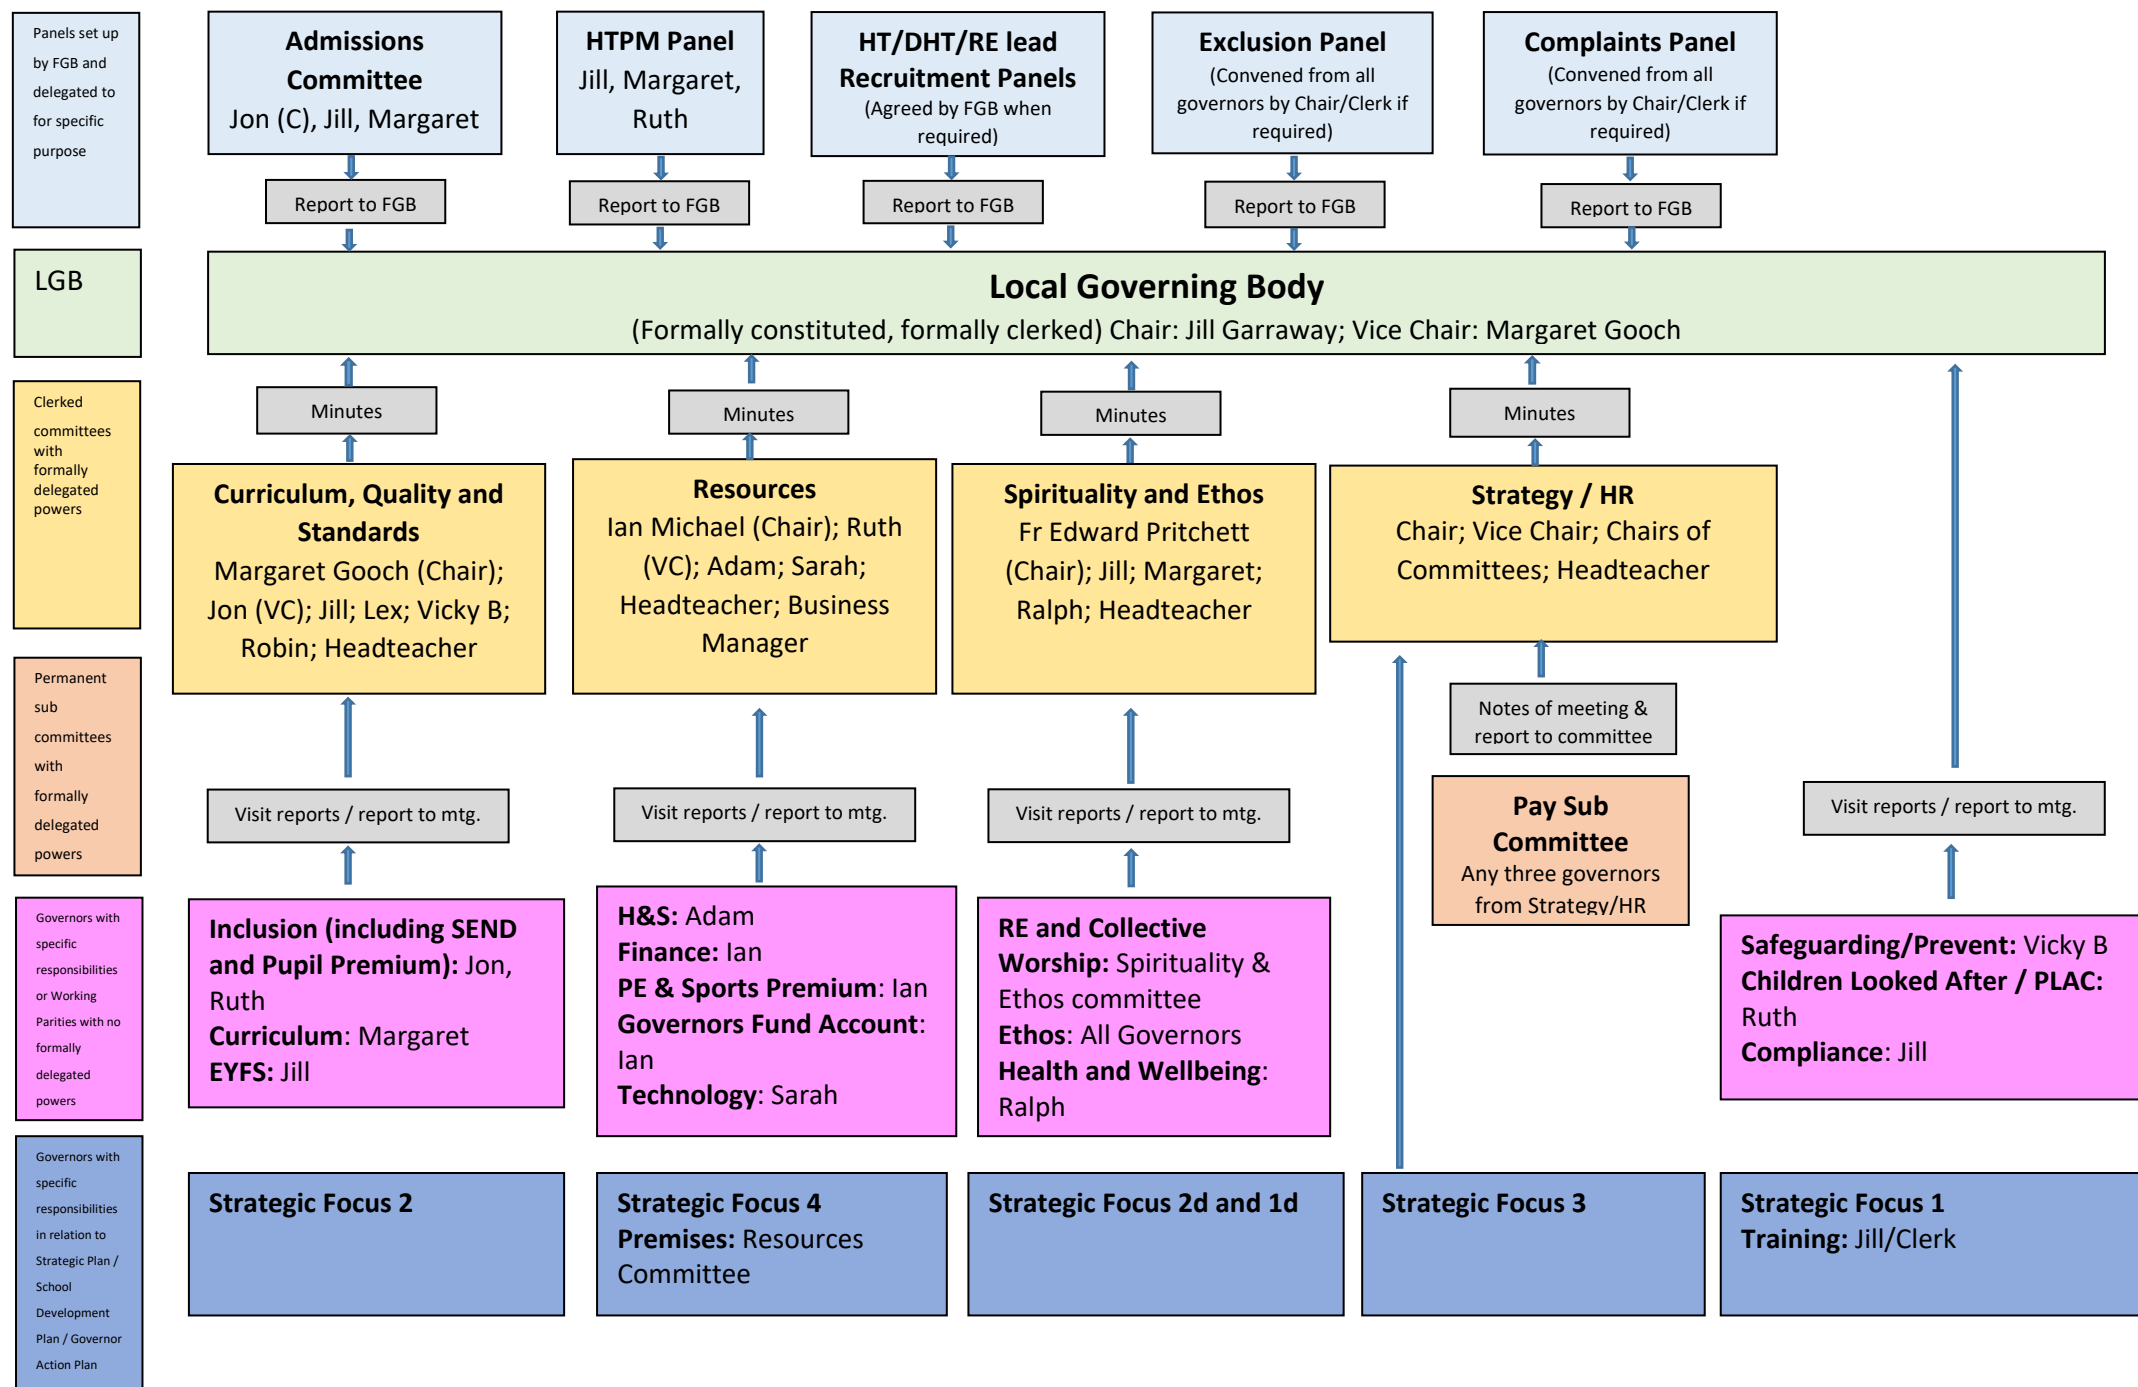 Panels set up
by FGB and
delegated to
for specific
purpose
Admissions
Committee
Jon (C), Jill, Margaret
HTPM Panel
Jill, Margaret,
Ruth
HT/DHT/RE lead
Recruitment Panels
(Agreed by FGB when
required)
Exclusion Panel
(Convened from all
governors by Chair/Clerk if
required)
Complaints Panel
(Convened from all
governors by Chair/Clerk if
required)
Report to FGB
Report to FGB
Report to FGB
Report to FGB
Report to FGB
LGB
Local Governing Body
(Formally constituted, formally clerked) Chair: Jill Garraway; Vice Chair: Margaret Gooch
Clerked
committees
with
formally
delegated
powers
Minutes
Minutes
Minutes
Minutes
Curriculum, Quality and
Standards
Margaret Gooch (Chair);
Jon (VC); Jill; Lex; Vicky B;
Robin; Headteacher
Resources
Ian Michael (Chair); Ruth
(VC); Adam; Sarah;
Headteacher; Business
Manager
Spirituality and Ethos
Fr Edward Pritchett
(Chair); Jill; Margaret;
Ralph; Headteacher
Strategy / HR
Chair; Vice Chair; Chairs of
Committees; Headteacher
Permanent
sub
committees
with
formally
delegated
powers
Notes of meeting &
report to committee
Visit reports / report to mtg.
Visit reports / report to mtg.
Visit reports / report to mtg.
Pay Sub
Committee
Any three governors
from Strategy/HR
Visit reports / report to mtg.
Governors with
specific
responsibilities
or Working
Parities with no
formally
delegated
powers
Inclusion (including SEND
and Pupil Premium): Jon,
Ruth
Curriculum: Margaret
EYFS: Jill
H&S: Adam
Finance: Ian
PE & Sports Premium: Ian
Governors Fund Account:
Ian
Technology: Sarah
RE and Collective
Worship: Spirituality &
Ethos committee
Ethos: All Governors
Health and Wellbeing:
Ralph
Safeguarding/Prevent: Vicky B
Children Looked After / PLAC:
Ruth
Compliance: Jill
Governors with
specific
responsibilities
in relation to
Strategic Plan /
School
Development
Plan / Governor
Action Plan
Strategic Focus 2
Strategic Focus 4
Premises: Resources
Committee
Strategic Focus 2d and 1d
Strategic Focus 3
Strategic Focus 1
Training: Jill/Clerk